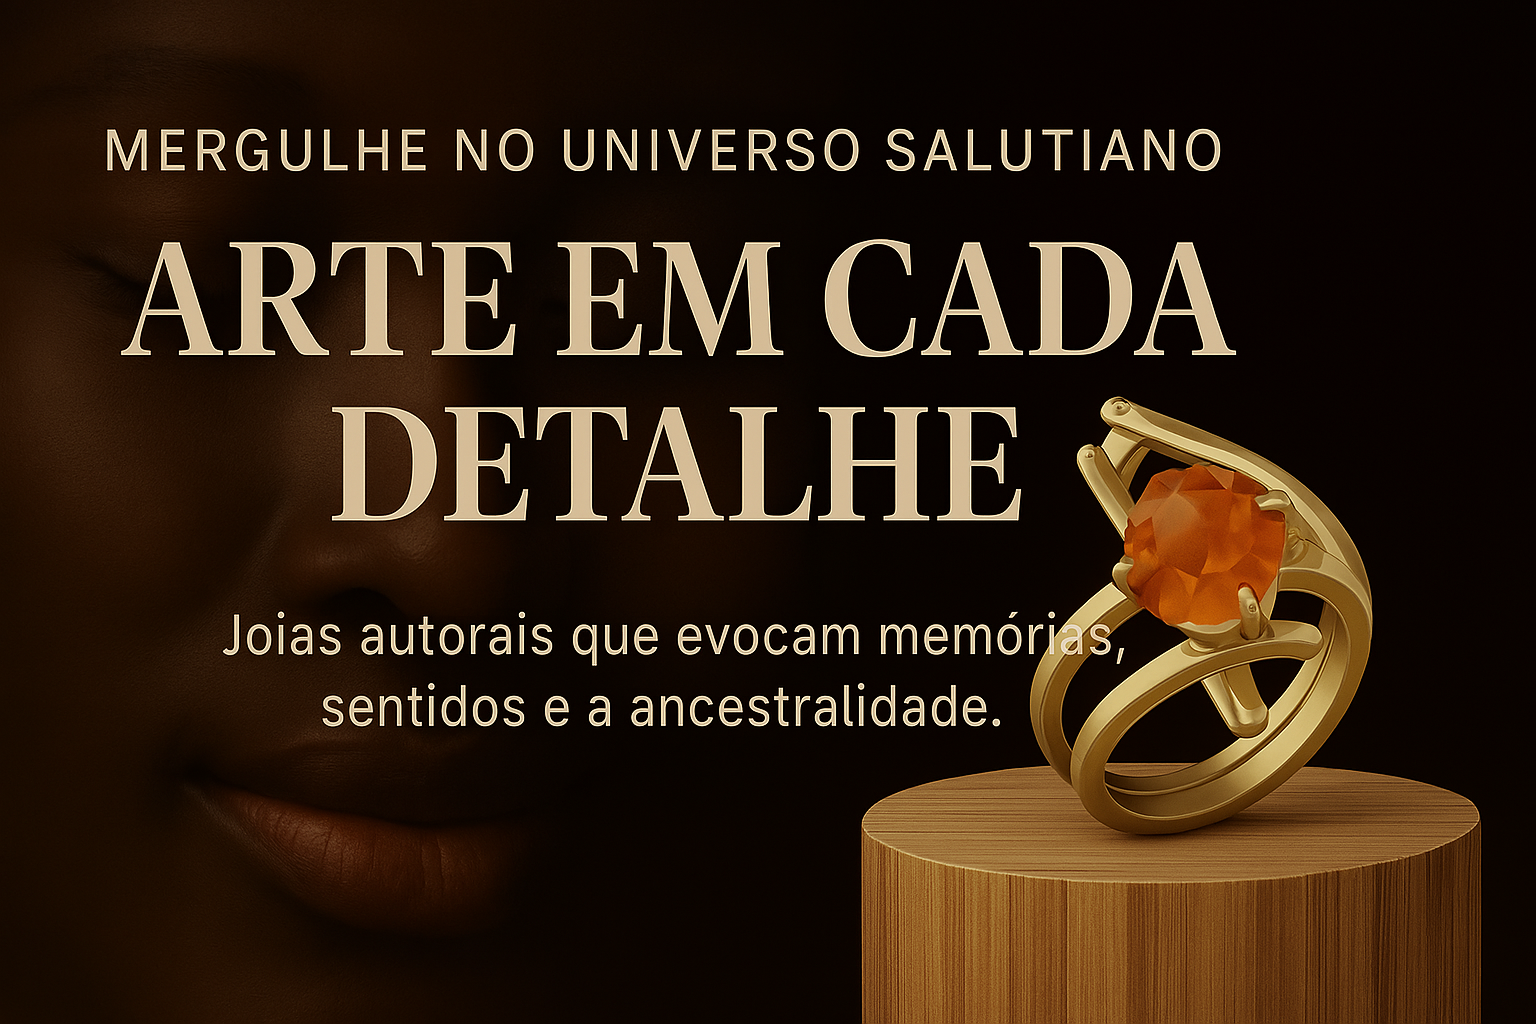 MERGULHE NO UNIVERSO SALUTIANO
ARTE EM CADA
DETALHE
Joias autorais que evocam memórias,
sentidos e a ancestralidade.